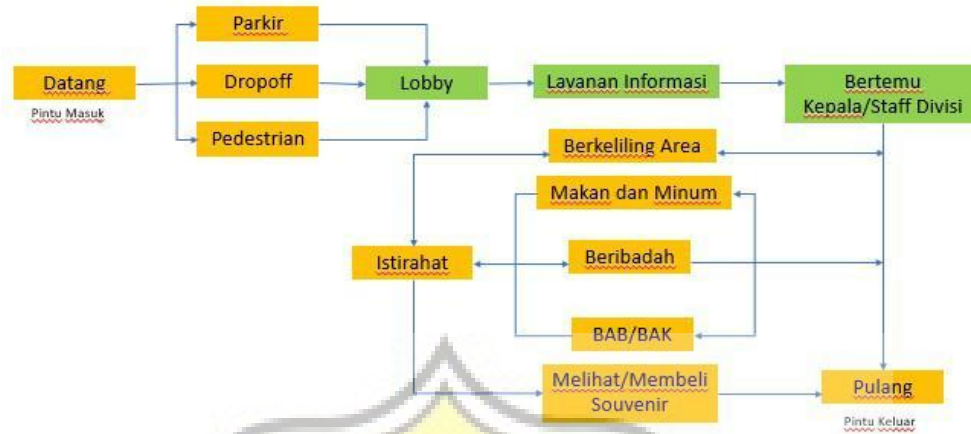 Parkir
Datang
Pintu Masuk
Dropoff
Pedestrian
Lobby
Layanan Informasi
Bertemu
Kepala/Staff Divisi
Berkeliling Area
Makan dan Minum
Istirahat
Beribadah
BAB/BAK
Melihat/Membeli
Souvenir
Pulang
Pintu Keluar